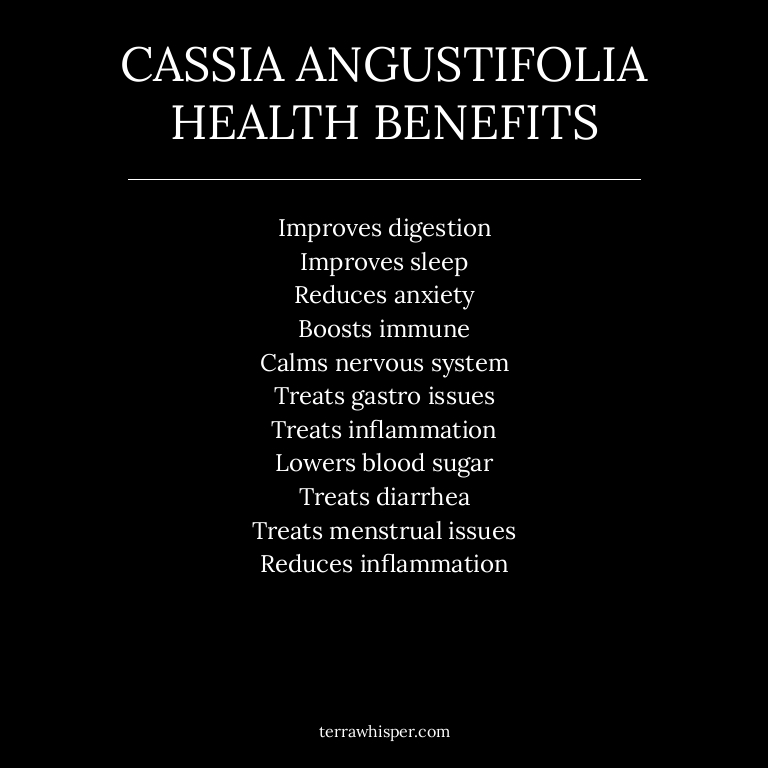 CASSIA ANGUSTIFOLIA
HEALTH BENEFITS
Improves digestion
Improves sleep
Reduces anxiety
Boosts immune
Calms nervous system
Treats gastro issues
Treats inflammation
Lowers blood sugar
Treats diarrhea
Treats menstrual issues
Reduces inflammation
terrawhisper.com